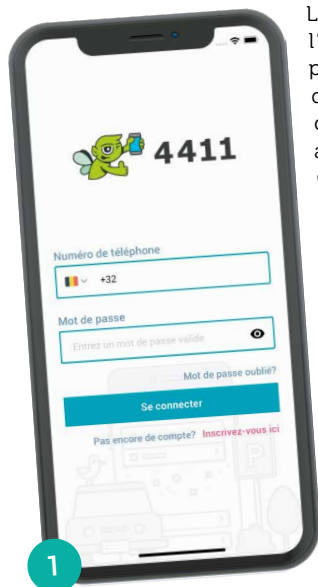 4411
Numéro de téléphone
+32
Mot de passe
Entrez un mot de passe valide
Mot de passe oublié?
Se connecter
Pas encore de compte? Inscrivez-vous ici
P
1
L
l'
p